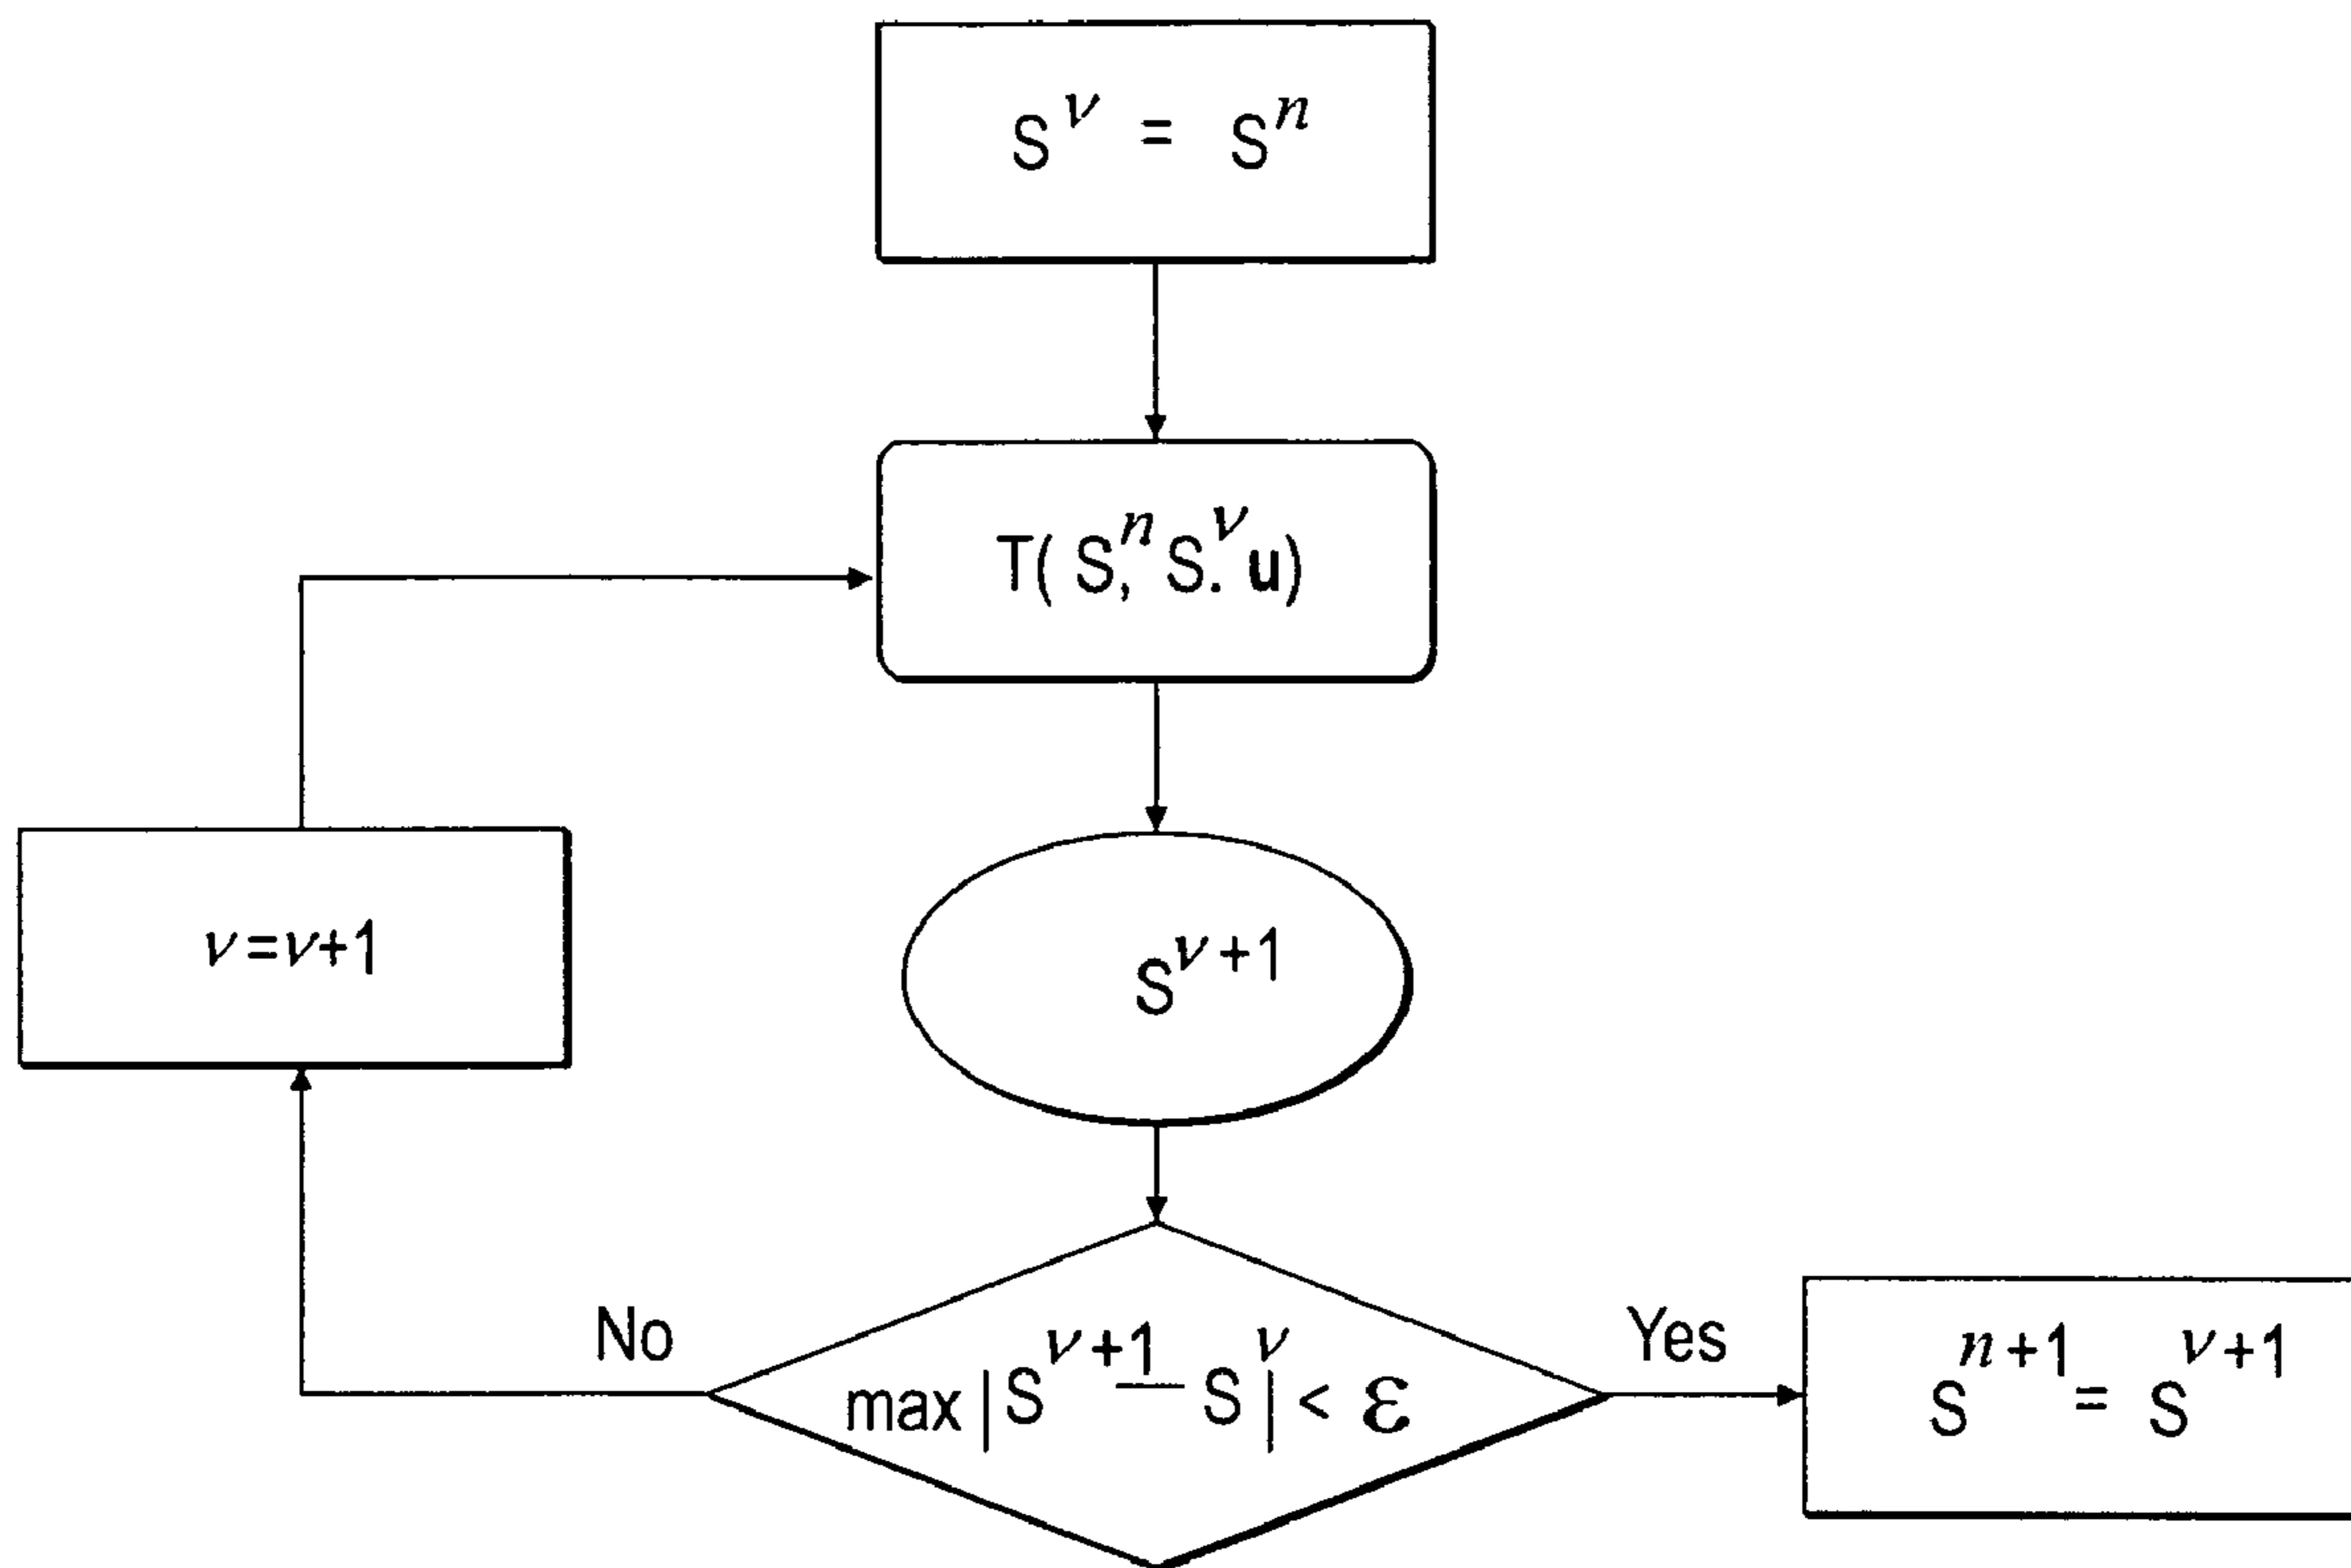 S^ν = S^n
T( S^n, S^ν. u)
ν=ν+1
S^ν+1
No
max |S^ν+1 − S^ν| < ε
Yes
S^n+1 = S^ν+1